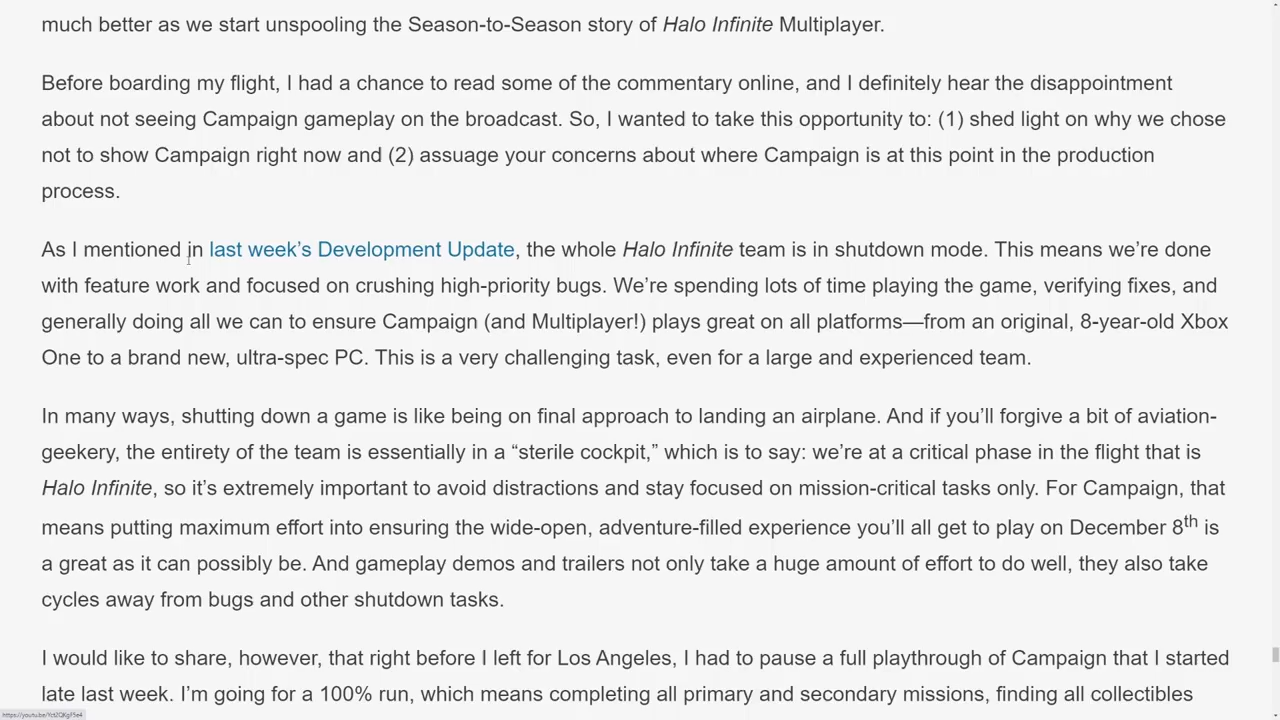 much better as we start unspooling the Season-to-Season story of Halo Infinite Multiplayer.
Before boarding my flight, I had a chance to read some of the commentary online, and I definitely hear the disappointment
about not seeing Campaign gameplay on the broadcast. So, I wanted to take this opportunity to: (1) shed light on why we chose
not to show Campaign right now and (2) assuage your concerns about where Campaign is at this point in the production
process.
As I mentioned in last week’s Development Update, the whole Halo Infinite team is in shutdown mode. This means we’re done
with feature work and focused on crushing high-priority bugs. We’re spending lots of time playing the game, verifying fixes, and
generally doing all we can to ensure Campaign (and Multiplayer!) plays great on all platforms—from an original, 8-year-old Xbox
One to a brand new, ultra-spec PC. This is a very challenging task, even for a large and experienced team.
In many ways, shutting down a game is like being on final approach to landing an airplane. And if you’ll forgive a bit of aviation-
geekery, the entirety of the team is essentially in a “sterile cockpit,” which is to say: we’re at a critical phase in the flight that is
Halo Infinite, so it’s extremely important to avoid distractions and stay focused on mission-critical tasks only. For Campaign, that
means putting maximum effort into ensuring the wide-open, adventure-filled experience you’ll all get to play on December 8th is
a great as it can possibly be. And gameplay demos and trailers not only take a huge amount of effort to do well, they also take
cycles away from bugs and other shutdown tasks.
I would like to share, however, that right before I left for Los Angeles, I had to pause a full playthrough of Campaign that I started
late last week. I’m going for a 100% run, which means completing all primary and secondary missions, finding all collectibles